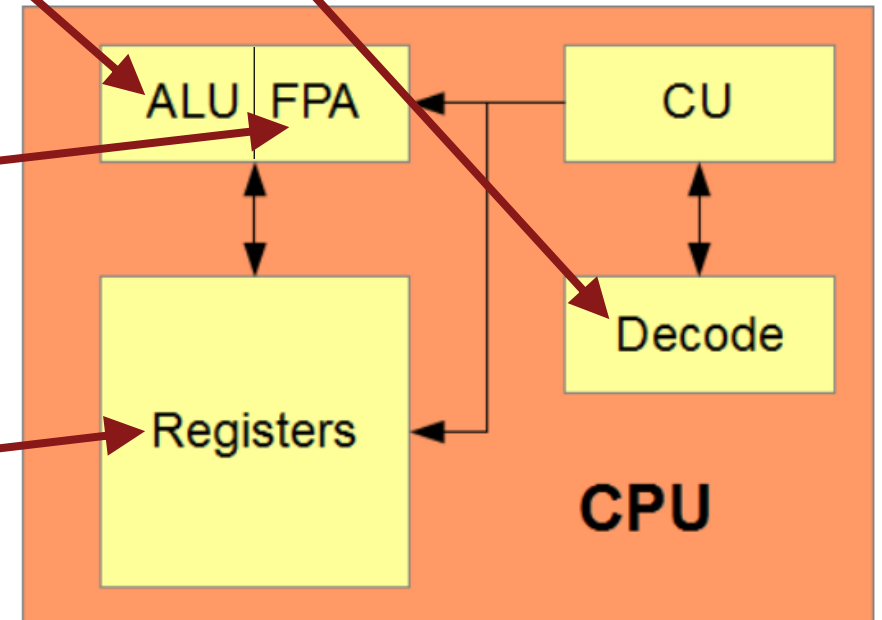 ALU FPA
CU
Decode
Registers
CPU